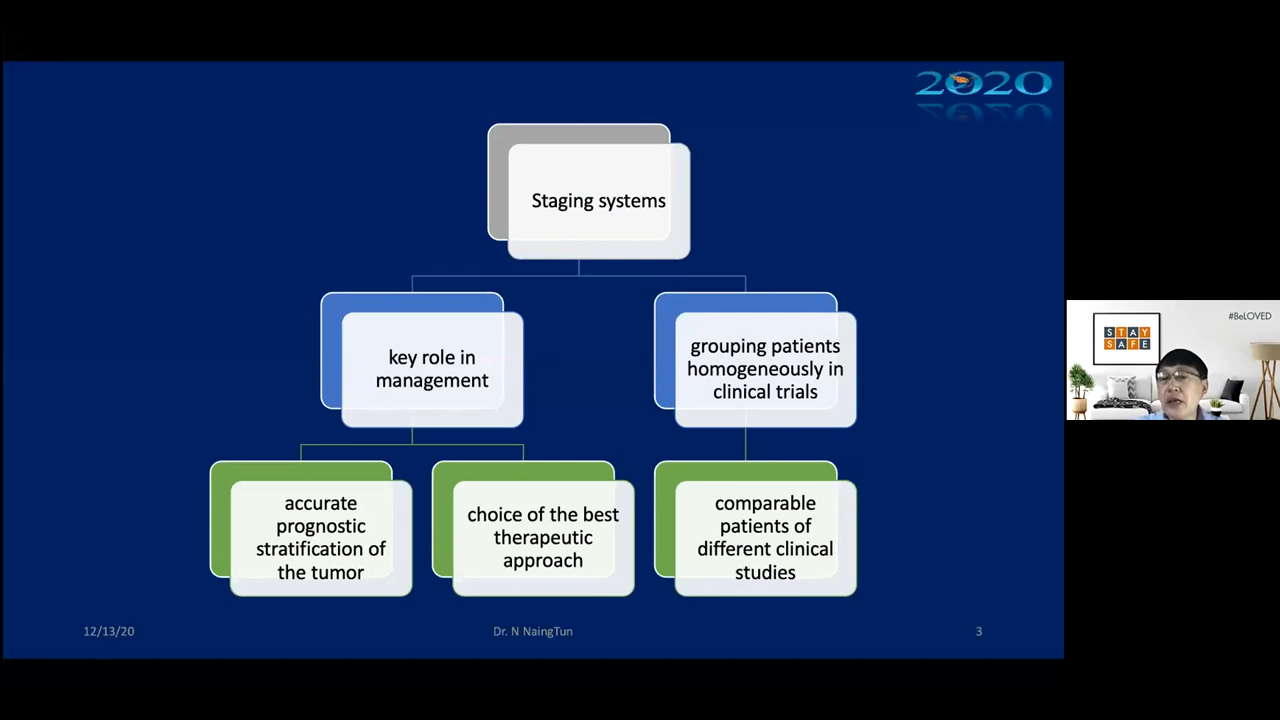 2020
Staging systems
key role in
management
grouping patients
homogeneously in
clinical trials
accurate
prognostic
stratification of
the tumor
choice of the best
therapeutic
approach
comparable
patients of
different clinical
studies
12/13/20
Dr. N NaingTun
3
#BeLOVED
STAY
SAFE